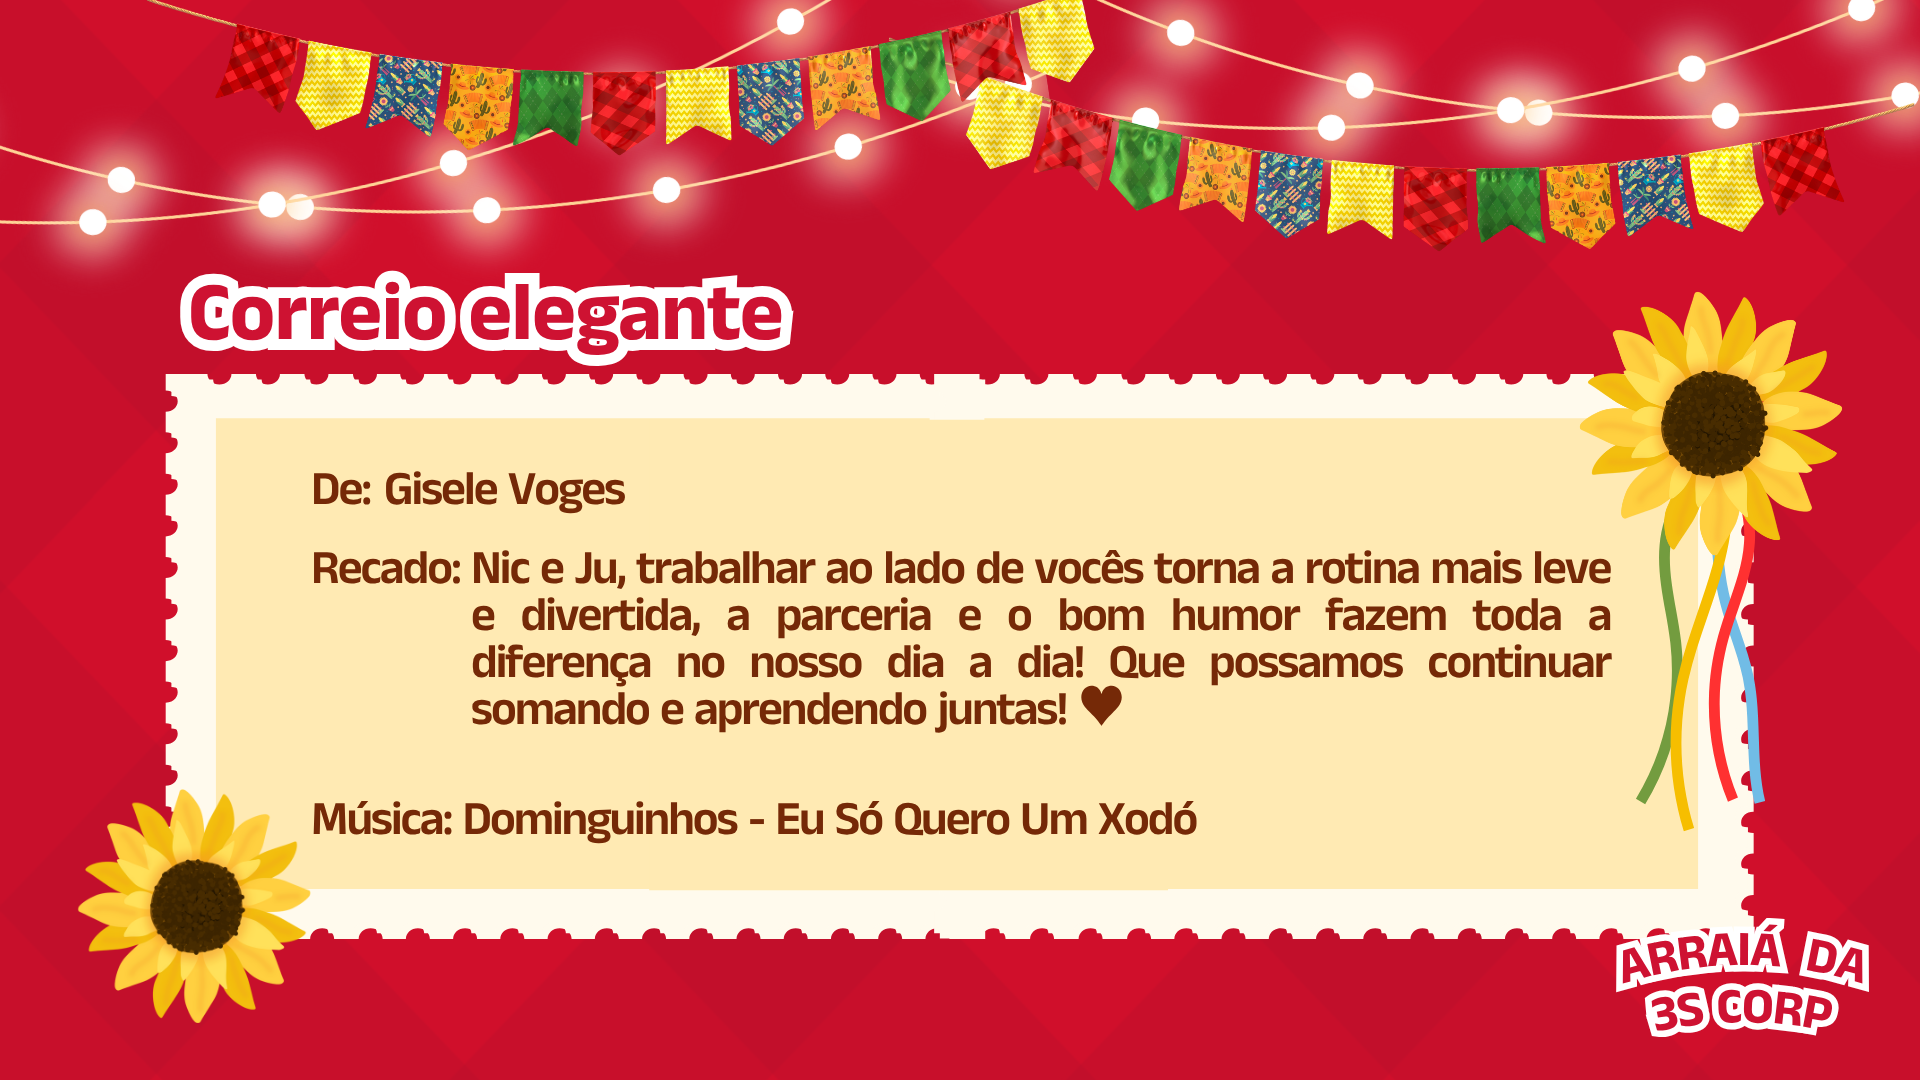 Correio elegante
De: Gisele Voges
Recado: Nic e Ju, trabalhar ao lado de vocês torna a rotina mais leve
e divertida, a parceria e o bom humor fazem toda a
diferença no nosso dia a dia! Que possamos continuar
somando e aprendendo juntas! ♥
Música: Dominguinhos - Eu Só Quero Um Xodó
ARRAIÁ DA
3S CORP